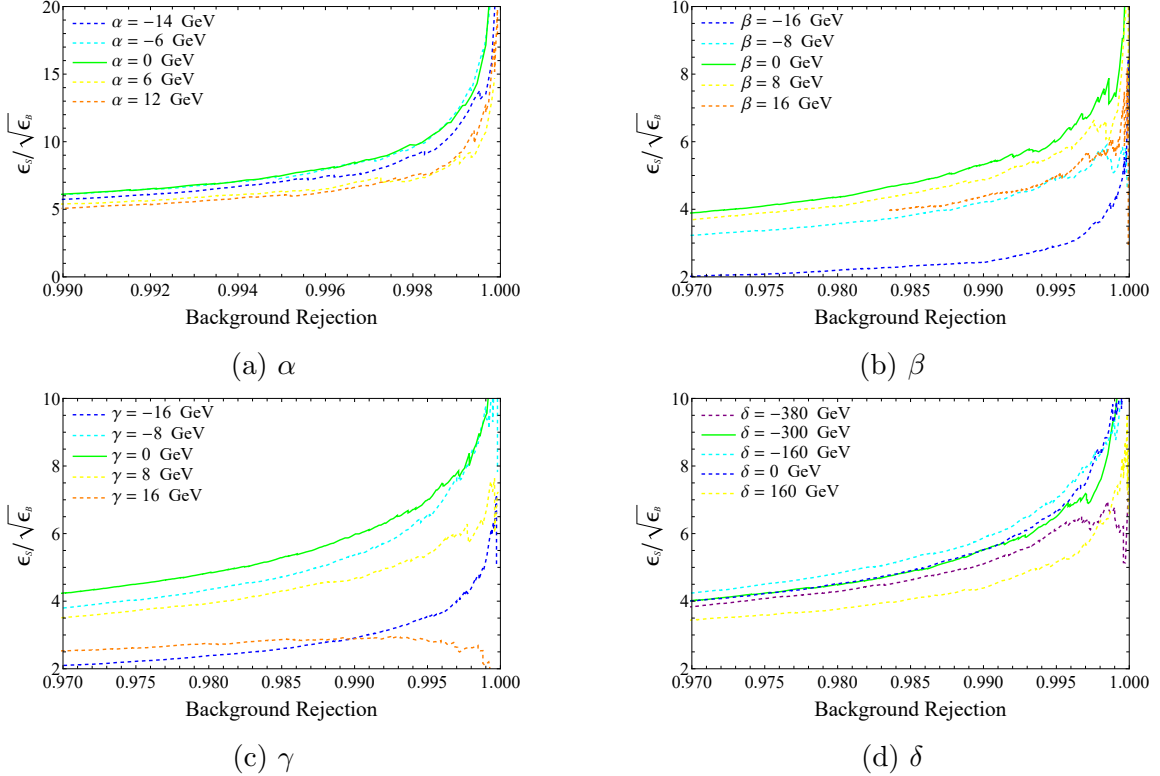 20
15
10
5
0
α = −14 GeV
α = −6 GeV
α = 0 GeV
α = 6 GeV
α = 12 GeV
ϵS/√ϵB
0.990 0.992 0.994 0.996 0.998 1.000
Background Rejection
(a) α
10
8
6
4
2
β = −16 GeV
β = −8 GeV
β = 0 GeV
β = 8 GeV
β = 16 GeV
ϵS/√ϵB
0.970 0.975 0.980 0.985 0.990 0.995 1.000
Background Rejection
(b) β
10
8
6
4
2
γ = −16 GeV
γ = −8 GeV
γ = 0 GeV
γ = 8 GeV
γ = 16 GeV
ϵS/√ϵB
0.970 0.975 0.980 0.985 0.990 0.995 1.000
Background Rejection
(c) γ
10
8
6
4
2
δ = −380 GeV
δ = −300 GeV
δ = −160 GeV
δ = 0 GeV
δ = 160 GeV
ϵS/√ϵB
0.970 0.975 0.980 0.985 0.990 0.995 1.000
Background Rejection
(d) δ